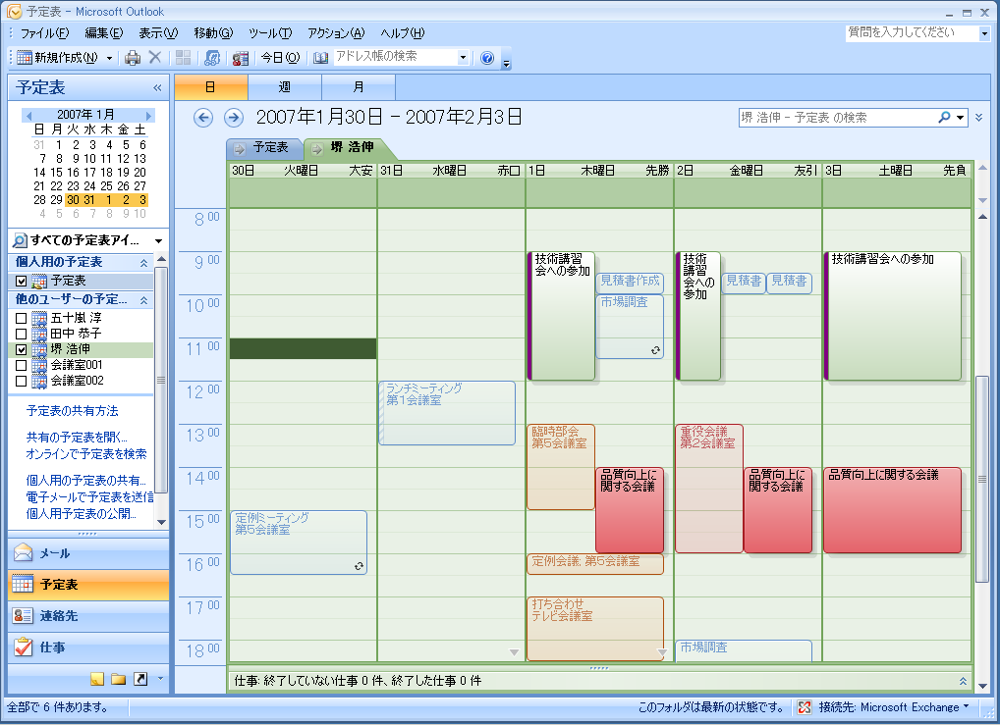 予定表 - Microsoft Outlook
ファイル(F) 編集(E) 表示(V) 移動(G) ツール(T) アクション(A) ヘルプ(H)
質問を入力してください
新規作成(N) 今日(O) アドレス帳の検索
予定表 «
日 週 月
2007年 1月
日 月 火 水 木 金 土
31 1 2 3 4 5 6
7 8 9 10 11 12 13
14 15 16 17 18 19 20
21 22 23 24 25 26 27
28 29 30 31 1 2 3
4 5 6 7 8 9 10
すべての予定表アイ...
個人用の予定表
予定表
他のユーザーの予定...
五十嵐 淳
田中 恭子
堺 浩伸
会議室001
会議室002
予定表の共有方法
共有の予定表を開く...
オンラインで予定表を検索
個人用の予定表の共有...
電子メールで予定表を送信
個人用予定表の公開...
メール
予定表
連絡先
仕事
2007年1月30日 - 2007年2月3日
堺 浩伸 - 予定表 の検索
予定表 堺 浩伸
30日 火曜日 大安 31日 水曜日 赤口 1日 木曜日 先勝 2日 金曜日 友引 3日 土曜日 先負
8 00
9 00
10 00
11 00
12 00
13 00
14 00
15 00
16 00
17 00
18 00
定例ミーティング
第5会議室
ランチミーティング
第1会議室
技術講習
会への参加
見積書作成
市場調査
臨時部会
第5会議室
品質向上に
関する会議
定例会議; 第5会議室
打ち合わせ
テレビ会議室
技術
講習
会への
参加
見積書
見積書
重役会議
第2会議室
品質向上に
関する会議
市場調査
技術講習会への参加
品質向上に関する会議
仕事: 終了していない仕事 0 件、終了した仕事 0 件
全部で 6 件あります。
このフォルダは最新の状態です。
接続先: Microsoft Exchange